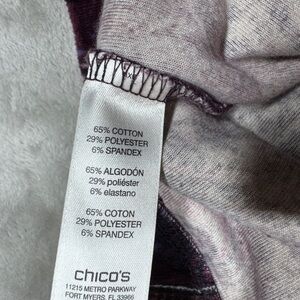 65% COTTON
29% POLYESTER
6% SPANDEX
65% ALGODÓN
29% poliéster
6% elastano
65% COTON
29% POLYESTER
6% SPANDEX
chico's
11215 METRO PARKWAY
FORT MYERS, FL 33966